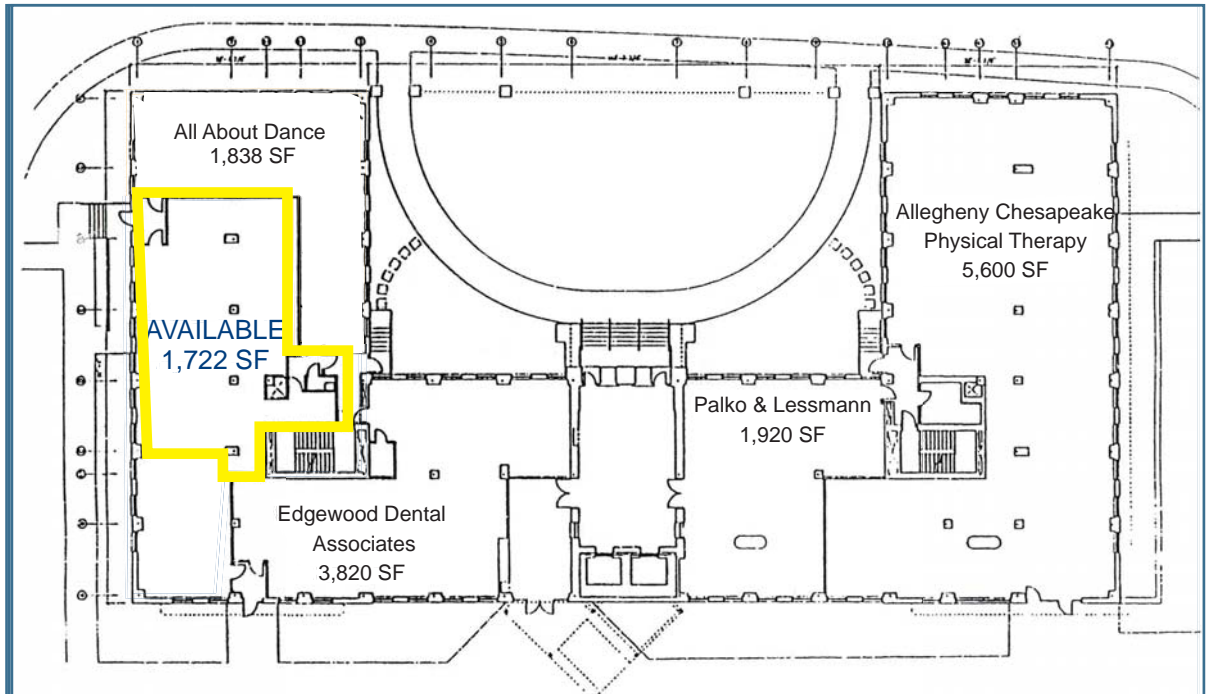 All About Dance
1,838 SF
Allegheny Chesapeake
Physical Therapy
5,600 SF
AVAILABLE
1,722 SF
Palko & Lessmann
1,920 SF
Edgewood Dental
Associates
3,820 SF